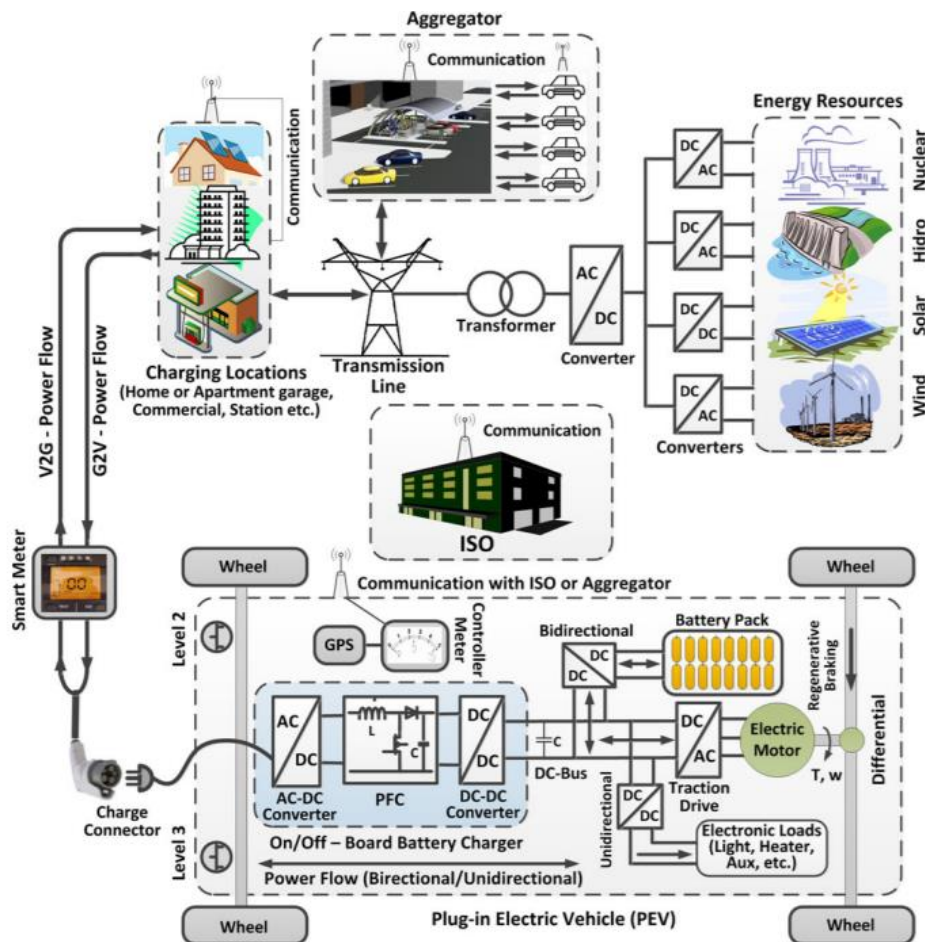 Aggregator
Communication
Energy Resources
Communication
DC
AC
Nuclear
DC
AC
Hidro
DC
DC
Solar
DC
AC
Wind
Converters
AC
DC
Converter
Transformer
Transmission
Line
Charging Locations
(Home or Apartment garage,
Commercial, Station etc.)
V2G - Power Flow
G2V - Power Flow
Smart Meter
Communication
ISO
Wheel
Wheel
Communication with ISO or Aggregator
Level 2
GPS
Controller
Meter
Bidirectional
DC
DC
Battery Pack
Regenerative
Braking
AC
DC
AC-DC
Converter
L
C
PFC
DC
DC
DC-DC
Converter
C
DC-Bus
DC
AC
Traction
Drive
Electric
Motor
T, w
Differential
Charge
Connector
Unidirectional
DC
DC
Electronic Loads
(Light, Heater,
Aux, etc.)
Level 3
On/Off – Board Battery Charger
Power Flow (Birectional/Unidirectional)
Wheel
Plug-in Electric Vehicle (PEV)
Wheel